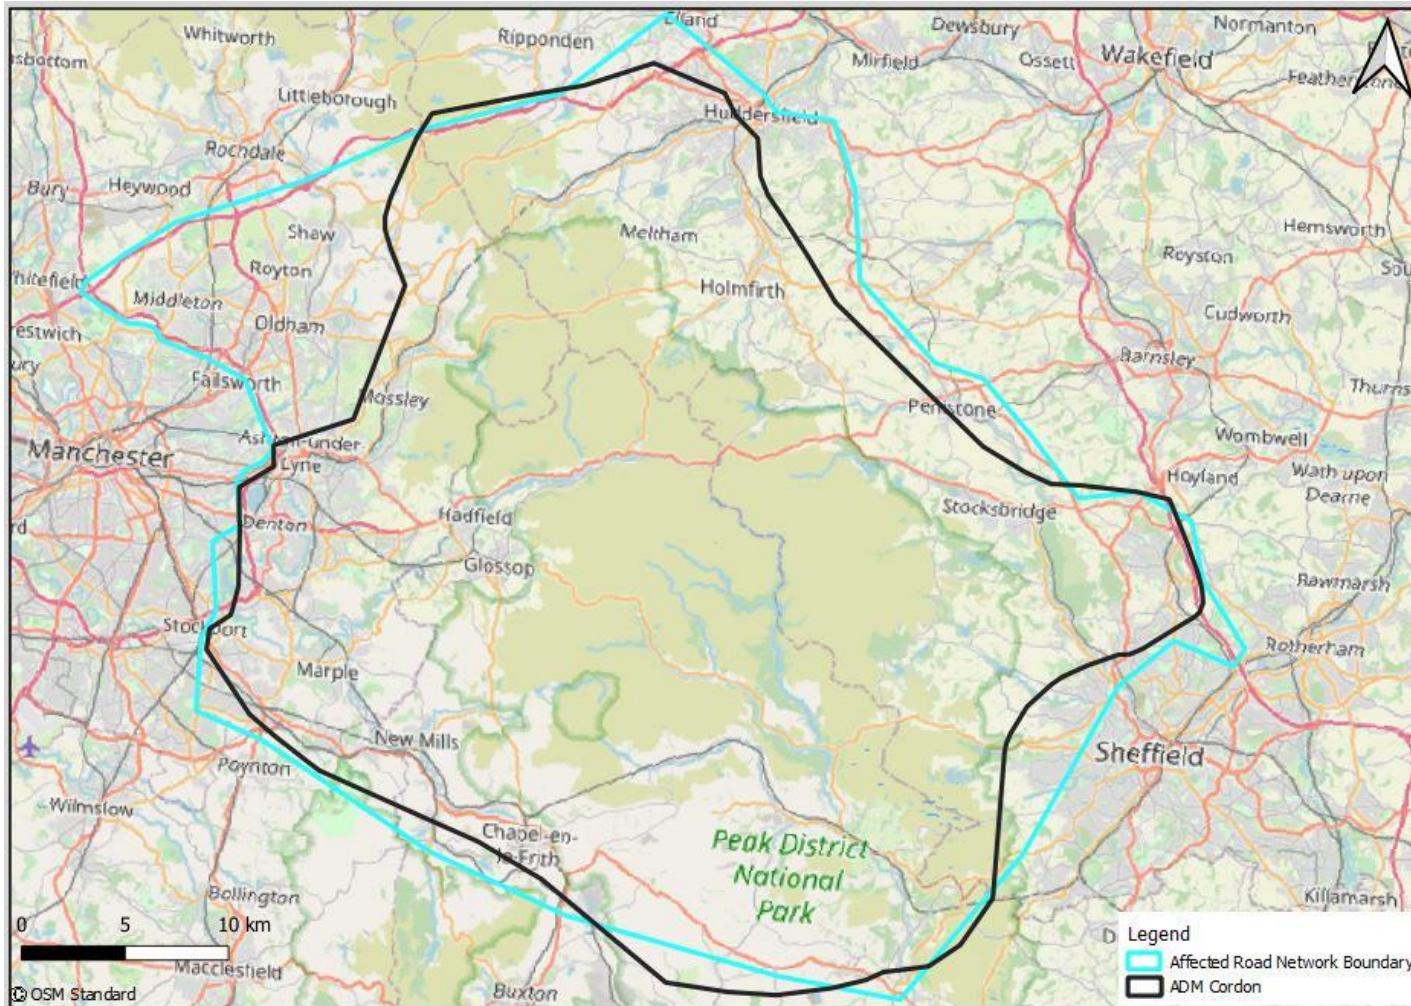 Whitworth
Ripponden
Elland
Dewsbury
Normanton
Mirfield
Ossett
Wakefield
Littleborough
Huddersfield
Rochdale
Bury
Heywood
Shaw
Meltham
Hemsworth
Royton
Royston
Middleton
Holmfirth
Oldham
Cudworth
Barnsley
Failsworth
Mossley
Penistone
Manchester
Ashton-under-
Lyne
Wombwell
Wath upon
Dearne
Hoyland
Stocksbridge
Hadfield
Denton
Glossop
Rawmarsh
Stockport
Marple
Rotherham
New Mills
Sheffield
Poynton
Wilmslow
Chapel-en-
le-Frith
Peak District
National
Park
Bollington
Killamarsh
0 5 10 km
Macclesfield
Buxton
© OSM Standard
Legend
Affected Road Network Boundary
ADM Cordon